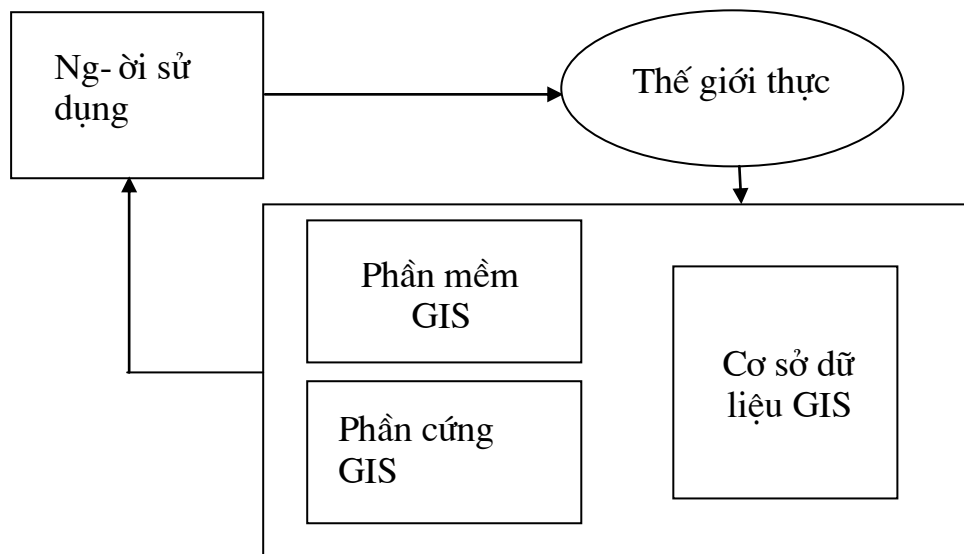 Ng- ời sử
dụng
Thế giới thực
Phần mềm
GIS
Cơ sở dữ
liệu GIS
Phần cứng
GIS